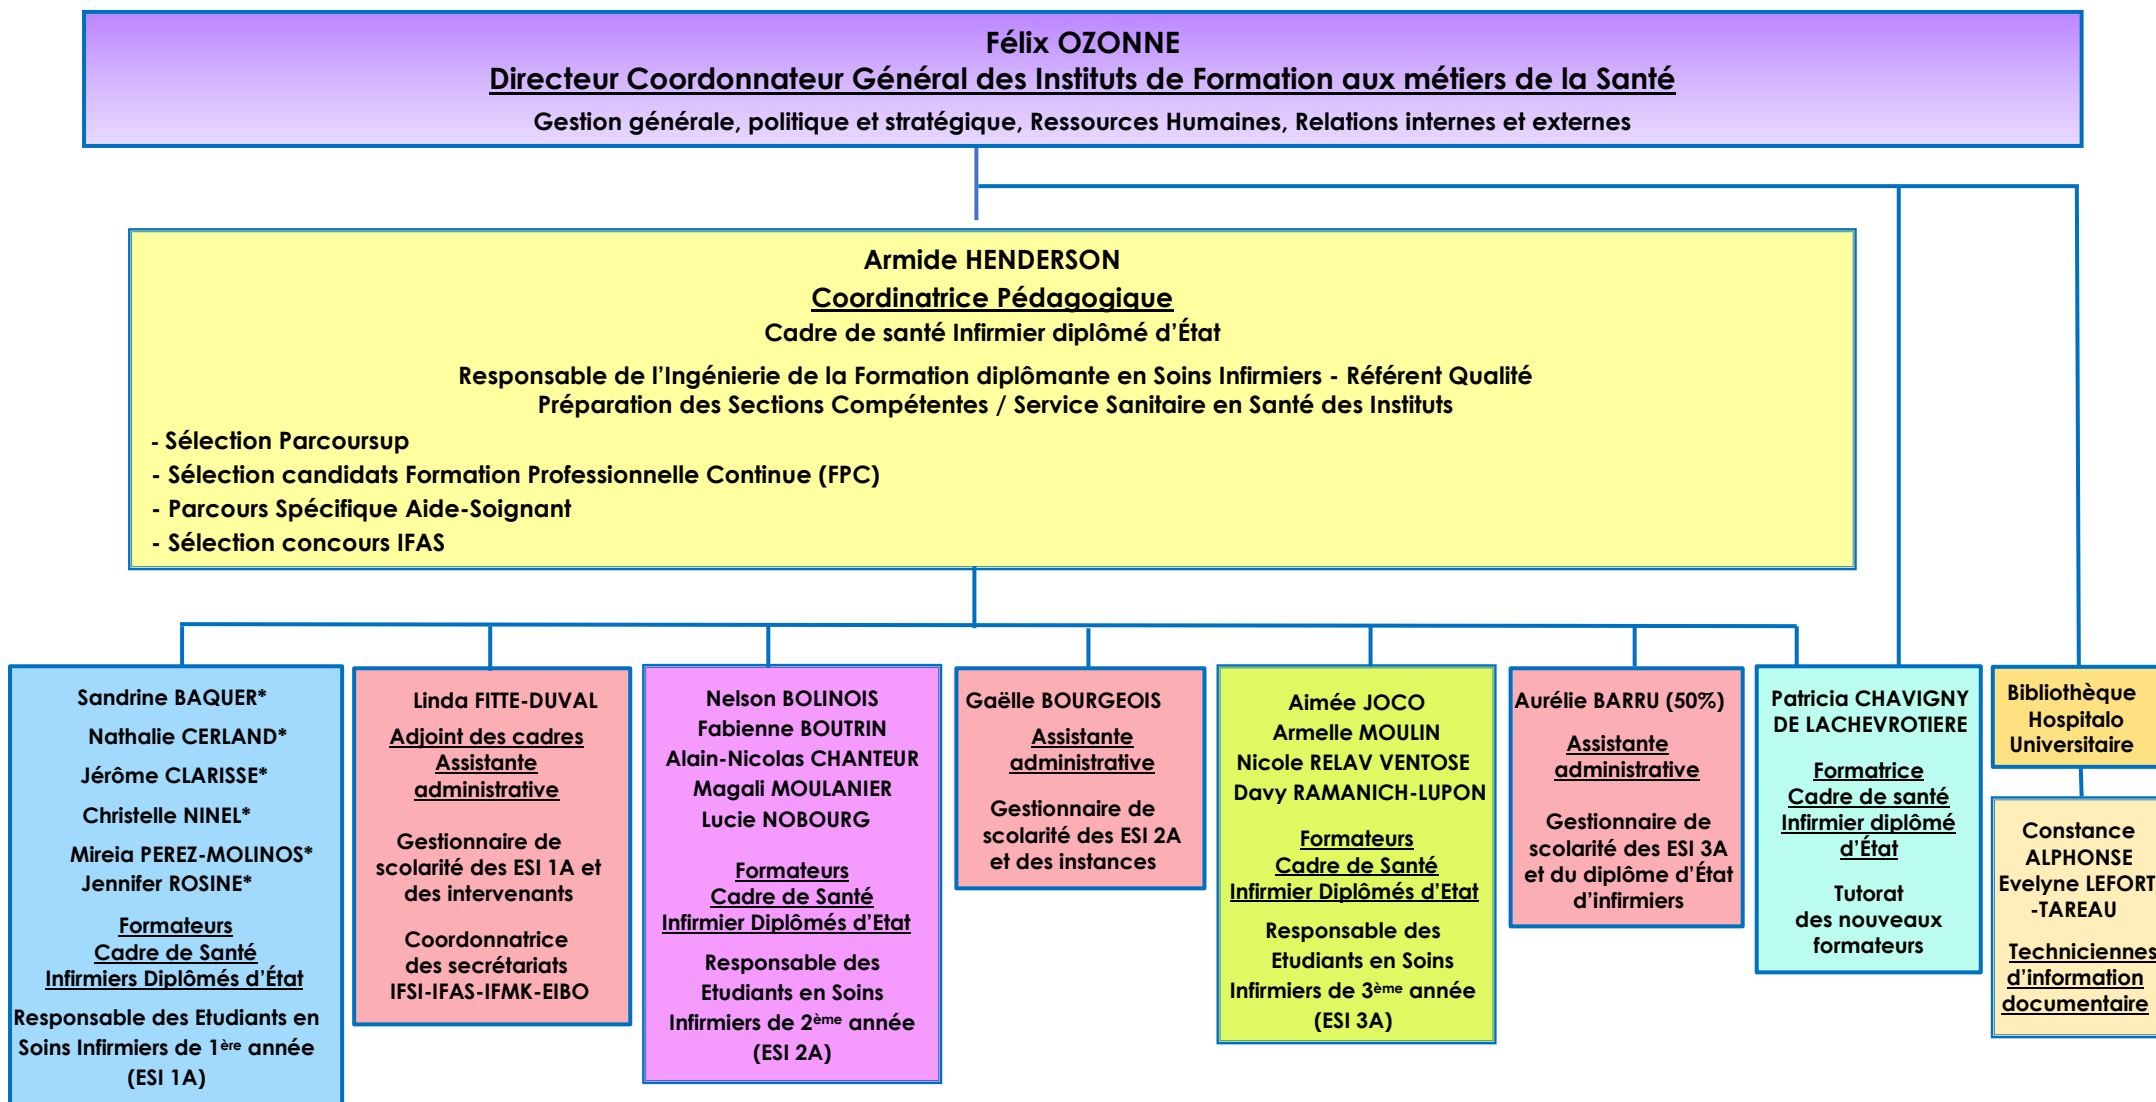 Félix OZONNE
Directeur Coordonnateur Général des Instituts de Formation aux métiers de la Santé
Gestion générale, politique et stratégique, Ressources Humaines, Relations internes et externes
Armide HENDERSON
Coordinatrice Pédagogique
Cadre de santé Infirmier diplômé d’État
Responsable de l’Ingénierie de la Formation diplômante en Soins Infirmiers - Référent Qualité
Préparation des Sections Compétentes / Service Sanitaire en Santé des Instituts
- Sélection Parcoursup
- Sélection candidats Formation Professionnelle Continue (FPC)
- Parcours Spécifique Aide-Soignant
- Sélection concours IFAS
Sandrine BAQUER*
Nathalie CERLAND*
Jérôme CLARISSE*
Christelle NINEL*
Mireia PEREZ-MOLINOS*
Jennifer ROSINE*
Formateurs
Cadre de Santé
Infirmiers Diplômés d’État
Responsable des Etudiants en
Soins Infirmiers de 1ère année
(ESI 1A)
Linda FITTE-DUVAL
Adjoint des cadres
Assistante
administrative
Gestionnaire de
scolarité des ESI 1A et
des intervenants
Coordonnatrice
des secrétariats
IFSI-IFAS-IFMK-EIBO
Nelson BOLINOIS
Fabienne BOUTRIN
Alain-Nicolas CHANTEUR
Magali MOULANIER
Lucie NOBOURG
Formateurs
Cadre de Santé
Infirmier Diplômés d’Etat
Responsable des
Etudiants en Soins
Infirmiers de 2ème année
(ESI 2A)
Gaëlle BOURGEOIS
Assistante
administrative
Gestionnaire de
scolarité des ESI 2A
et des instances
Aimée JOCO
Armelle MOULIN
Nicole RELAV VENTOSE
Davy RAMANICH-LUPON
Formateurs
Cadre de Santé
Infirmier Diplômés d’Etat
Responsable des
Etudiants en Soins
Infirmiers de 3ème année
(ESI 3A)
Aurélie BARRU (50%)
Assistante
administrative
Gestionnaire de
scolarité des ESI 3A
et du diplôme d’État
d’infirmiers
Patricia CHAVIGNY
DE LACHEVROTIERE
Formatrice
Cadre de santé
Infirmier diplômé
d’État
Tutorat
des nouveaux
formateurs
Bibliothèque
Hospitalo
Universitaire
Constance
ALPHONSE
Evelyne LEFORT
-TAREAU
Techniciennes
d’information
documentaire